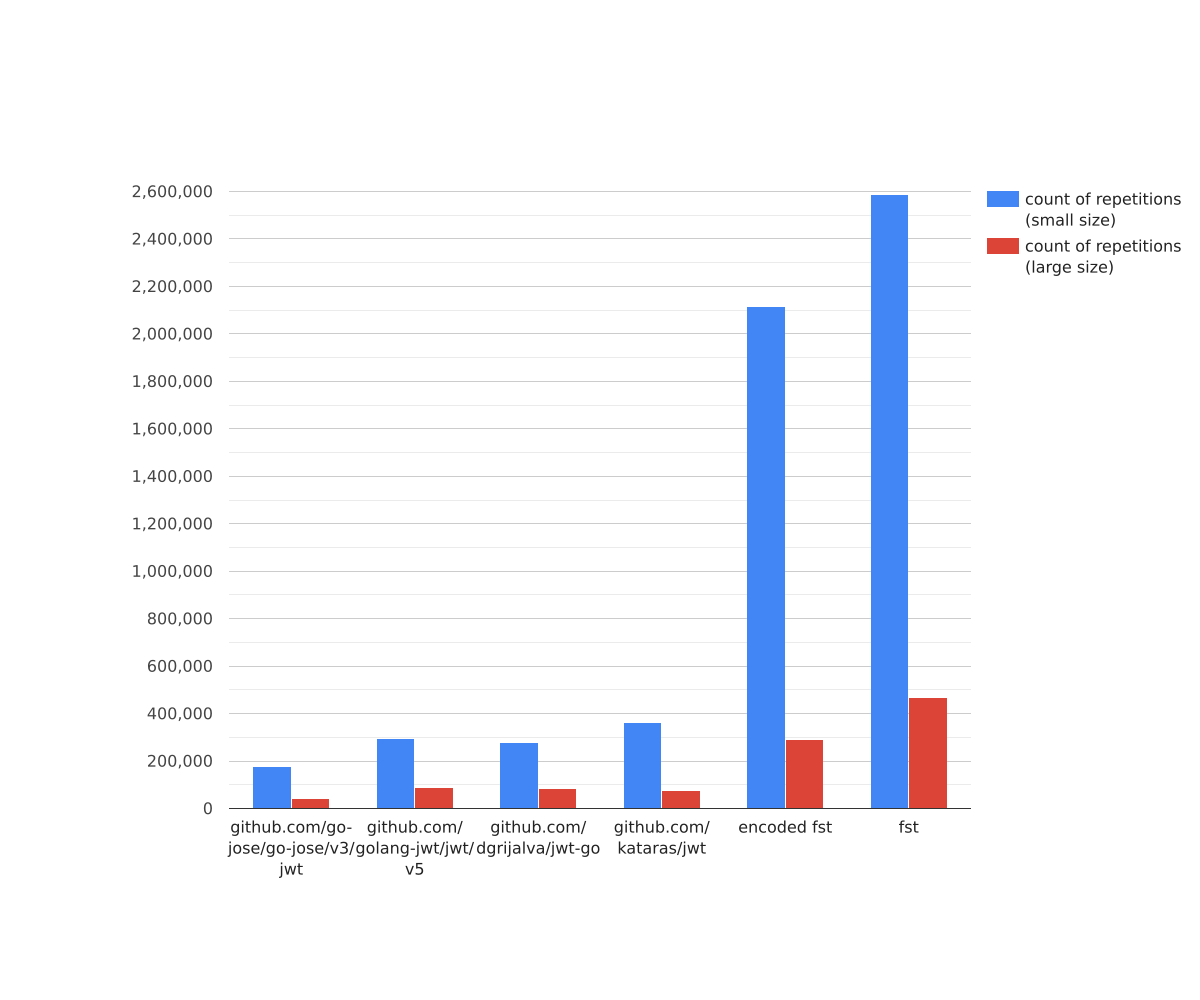 2,600,000
2,400,000
2,200,000
2,000,000
1,800,000
1,600,000
1,400,000
1,200,000
1,000,000
800,000
600,000
400,000
200,000
0
count of repetitions
(small size)
count of repetitions
(large size)
github.com/go-
jose/go-jose/v3/
jwt
github.com/
golang-jwt/jwt/
v5
github.com/
dgrijalva/jwt-go
github.com/
kataras/jwt
encoded fst
fst